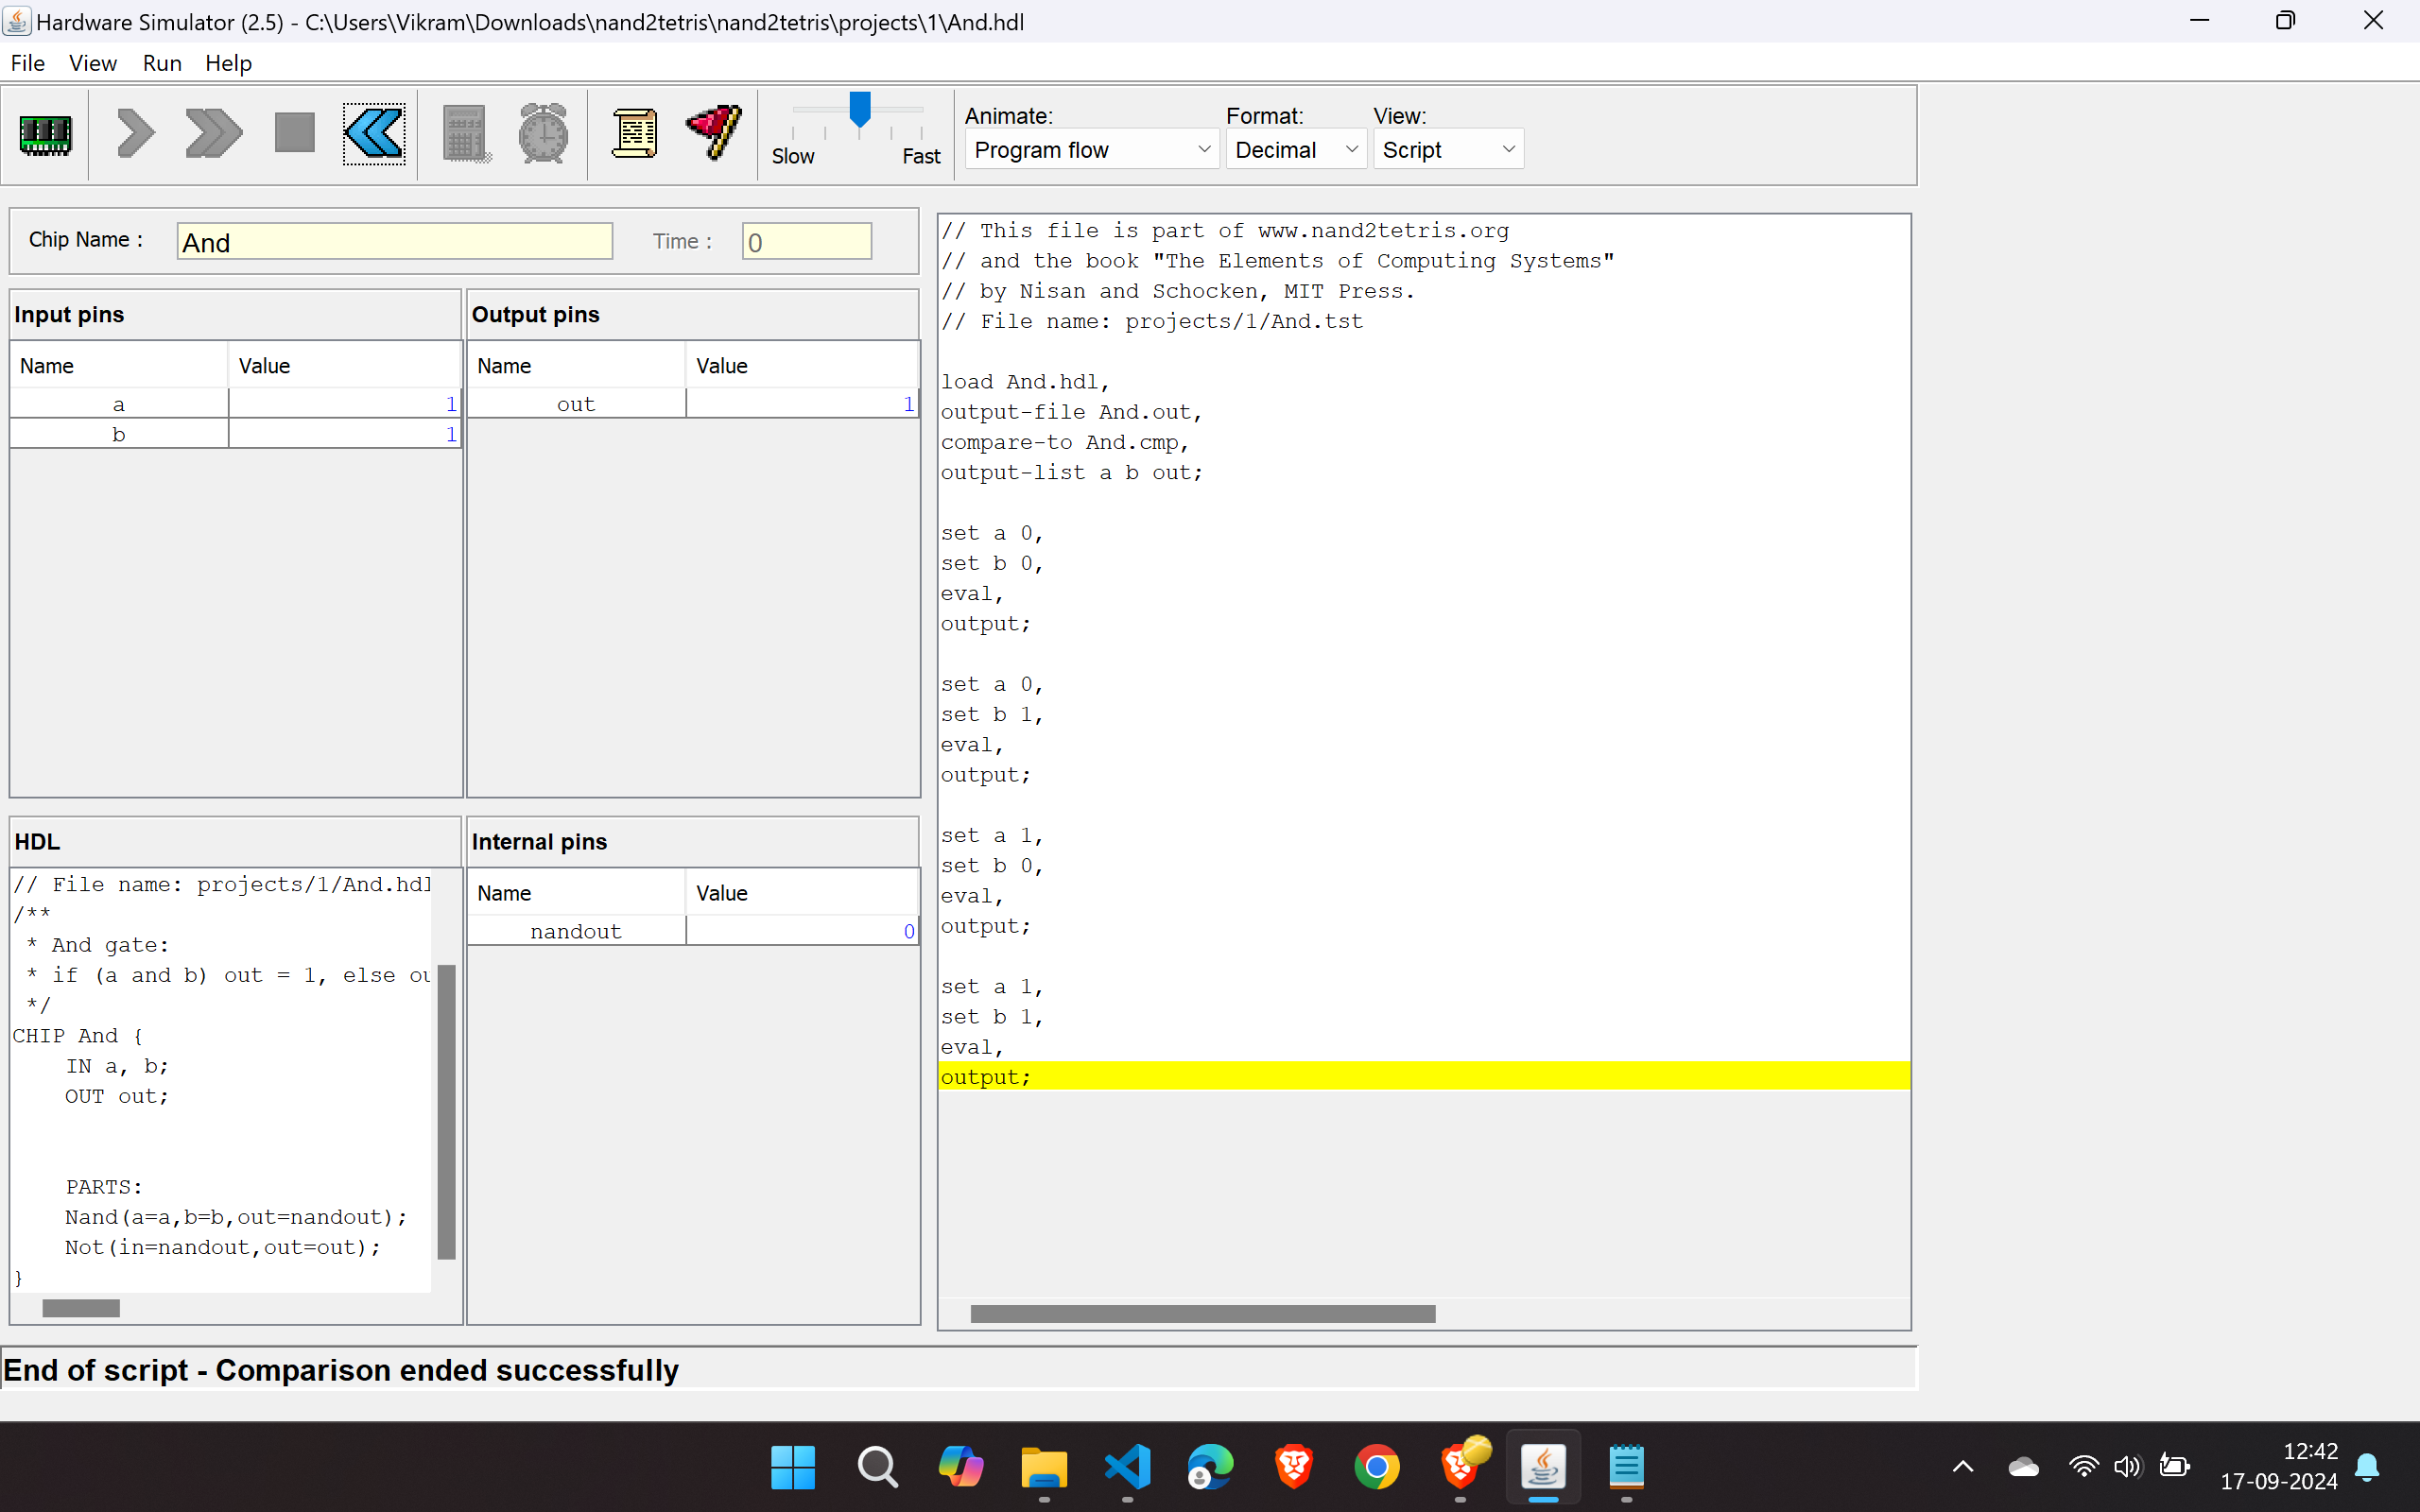 Hardware Simulator (2.5) - C:\Users\Vikram\Downloads\nand2tetris\nand2tetris\projects\1\And.hdl
File View Run Help
Animate: Format: View:
Slow Fast Program flow Decimal Script
Chip Name : And Time : 0
Input pins
Name Value
a 1
b 1
Output pins
Name Value
out 1
HDL
// File name: projects/1/And.hdl
/**
* And gate:
* if (a and b) out = 1, else ou
*/
CHIP And {
IN a, b;
OUT out;
PARTS:
Nand(a=a,b=b,out=nandout);
Not(in=nandout,out=out);
}
Internal pins
Name Value
nandout 0
// This file is part of www.nand2tetris.org
// and the book "The Elements of Computing Systems"
// by Nisan and Schocken, MIT Press.
// File name: projects/1/And.tst
load And.hdl,
output-file And.out,
compare-to And.cmp,
output-list a b out;
set a 0,
set b 0,
eval,
output;
set a 0,
set b 1,
eval,
output;
set a 1,
set b 0,
eval,
output;
set a 1,
set b 1,
eval,
output;
End of script - Comparison ended successfully
12:42
17-09-2024